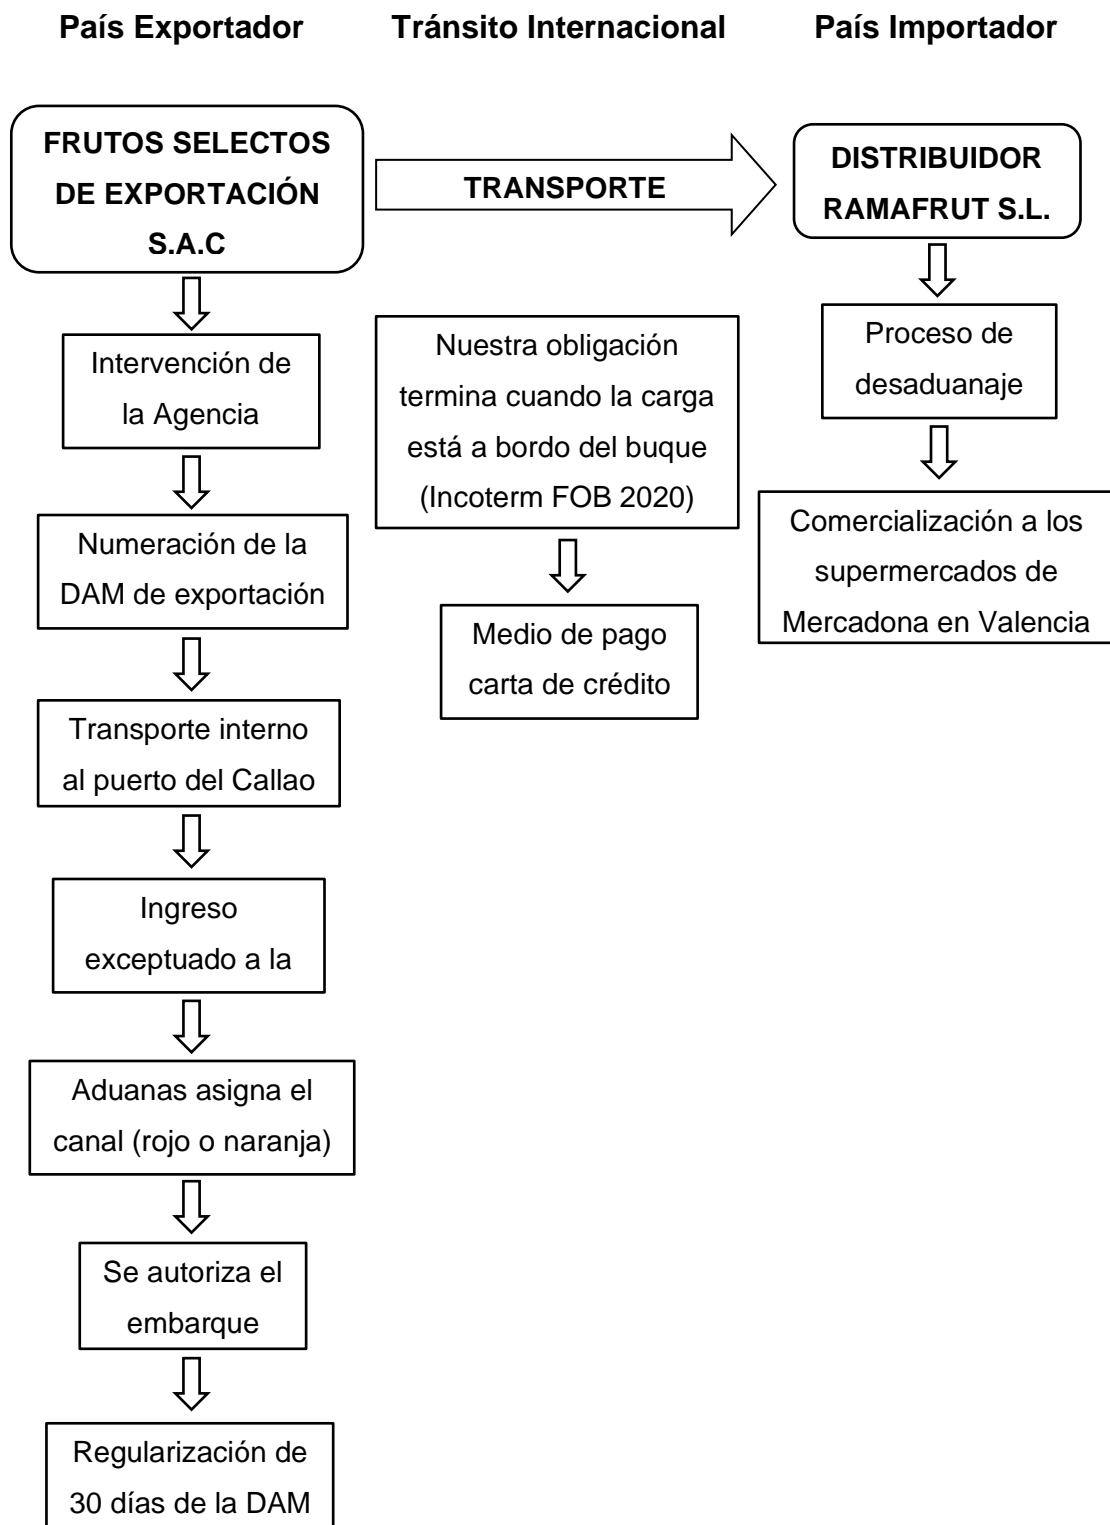 País Exportador
Tránsito Internacional
País Importador
FRUTOS SELECTOS
DE EXPORTACIÓN
S.A.C
TRANSPORTE
DISTRIBUIDOR
RAMAFRUT S.L.
Intervención de
la Agencia
Numeración de la
DAM de exportación
Transporte interno
al puerto del Callao
Ingreso
exceptuado a la
Aduanas asigna el
canal (rojo o naranja)
Se autoriza el
embarque
Regularización de
30 días de la DAM
Nuestra obligación
termina cuando la carga
está a bordo del buque
(Incoterm FOB 2020)
Medio de pago
carta de crédito
Proceso de
desaduanaje
Comercialización a los
supermercados de
Mercadona en Valencia